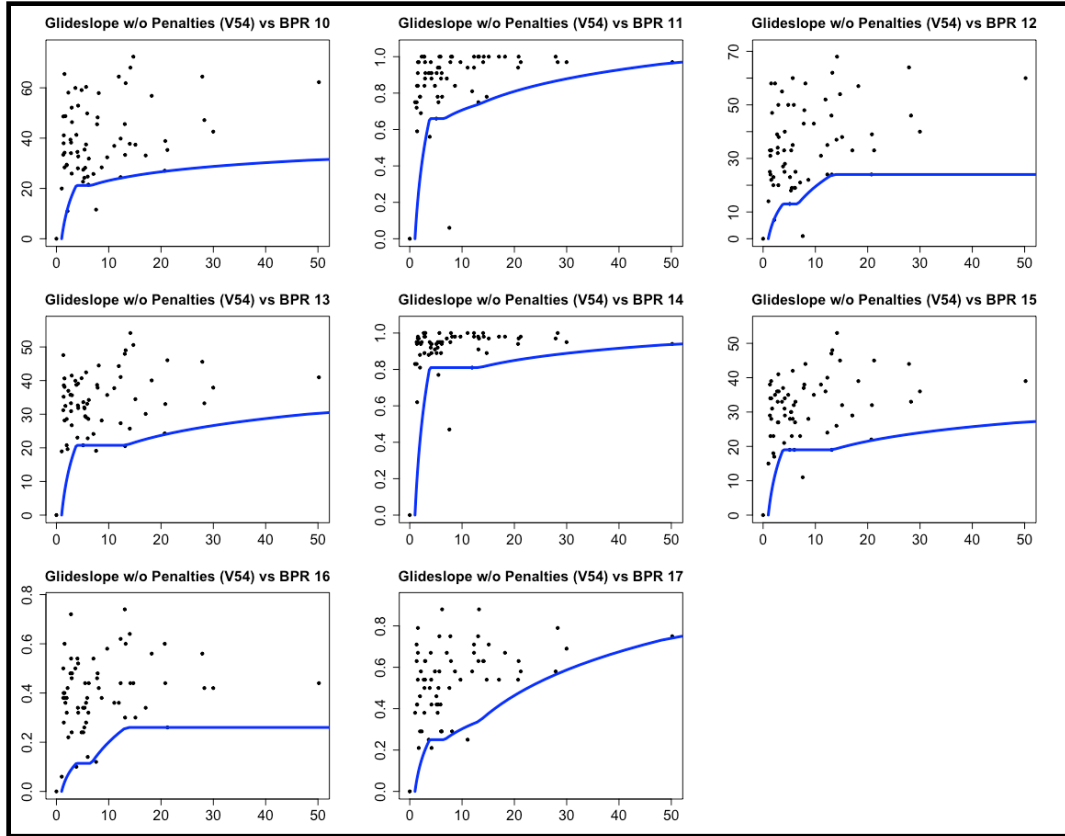 Glideslope w/o Penalties (V54) vs BPR 10
Glideslope w/o Penalties (V54) vs BPR 11
Glideslope w/o Penalties (V54) vs BPR 12
0 20 40 60
0 10 20 30 40 50
0.0 0.2 0.4 0.6 0.8 1.0
0 10 20 30 40 50
0 10 20 30 40 50 60 70
0 10 20 30 40 50
Glideslope w/o Penalties (V54) vs BPR 13
Glideslope w/o Penalties (V54) vs BPR 14
Glideslope w/o Penalties (V54) vs BPR 15
0 10 20 30 40 50
0 10 20 30 40 50
0.0 0.2 0.4 0.6 0.8 1.0
0 10 20 30 40 50
0 10 20 30 40 50
0 10 20 30 40 50
Glideslope w/o Penalties (V54) vs BPR 16
Glideslope w/o Penalties (V54) vs BPR 17
0.0 0.2 0.4 0.6 0.8
0 10 20 30 40 50
0.0 0.2 0.4 0.6 0.8
0 10 20 30 40 50